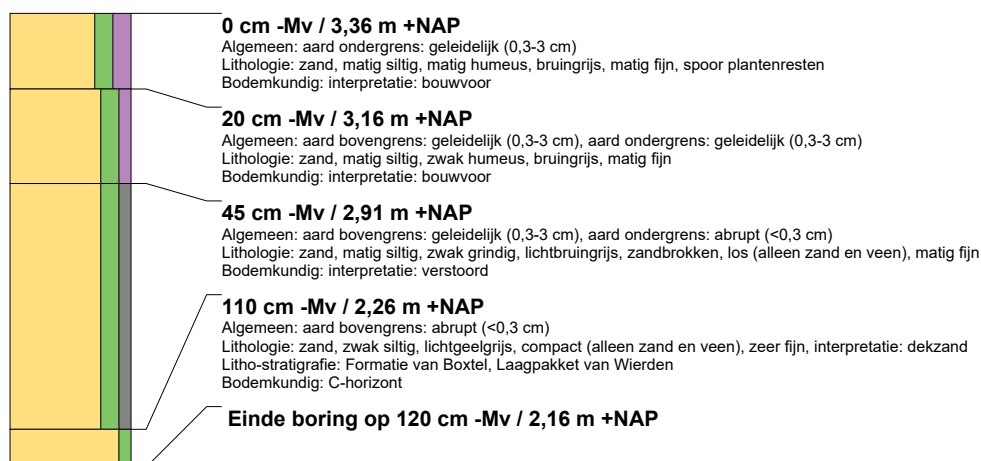 0 cm -Mv / 3,36 m +NAP
Algemeen: aard ondergrens: geleidelijk (0,3-3 cm)
Lithologie: zand, matig siltig, matig humeus, bruingrijs, matig fijn, spoor plantenresten
Bodemkundig: interpretatie: bouwvoor
20 cm -Mv / 3,16 m +NAP
Algemeen: aard bovengrens: geleidelijk (0,3-3 cm), aard ondergrens: geleidelijk (0,3-3 cm)
Lithologie: zand, matig siltig, zwak humeus, bruingrijs, matig fijn
Bodemkundig: interpretatie: bouwvoor
45 cm -Mv / 2,91 m +NAP
Algemeen: aard bovengrens: geleidelijk (0,3-3 cm), aard ondergrens: abrupt (<0,3 cm)
Lithologie: zand, matig siltig, zwak grindig, lichtbruingrijs, zandbrokken, los (alleen zand en veen), matig fijn
Bodemkundig: interpretatie: verstoord
110 cm -Mv / 2,26 m +NAP
Algemeen: aard bovengrens: abrupt (<0,3 cm)
Lithologie: zand, zwak siltig, lichtgeelgrijs, compact (alleen zand en veen), zeer fijn, interpretatie: dekzand
Litho-stratigrafie: Formatie van Boxtel, Laagpakket van Wierden
Bodemkundig: C-horizont
Einde boring op 120 cm -Mv / 2,16 m +NAP